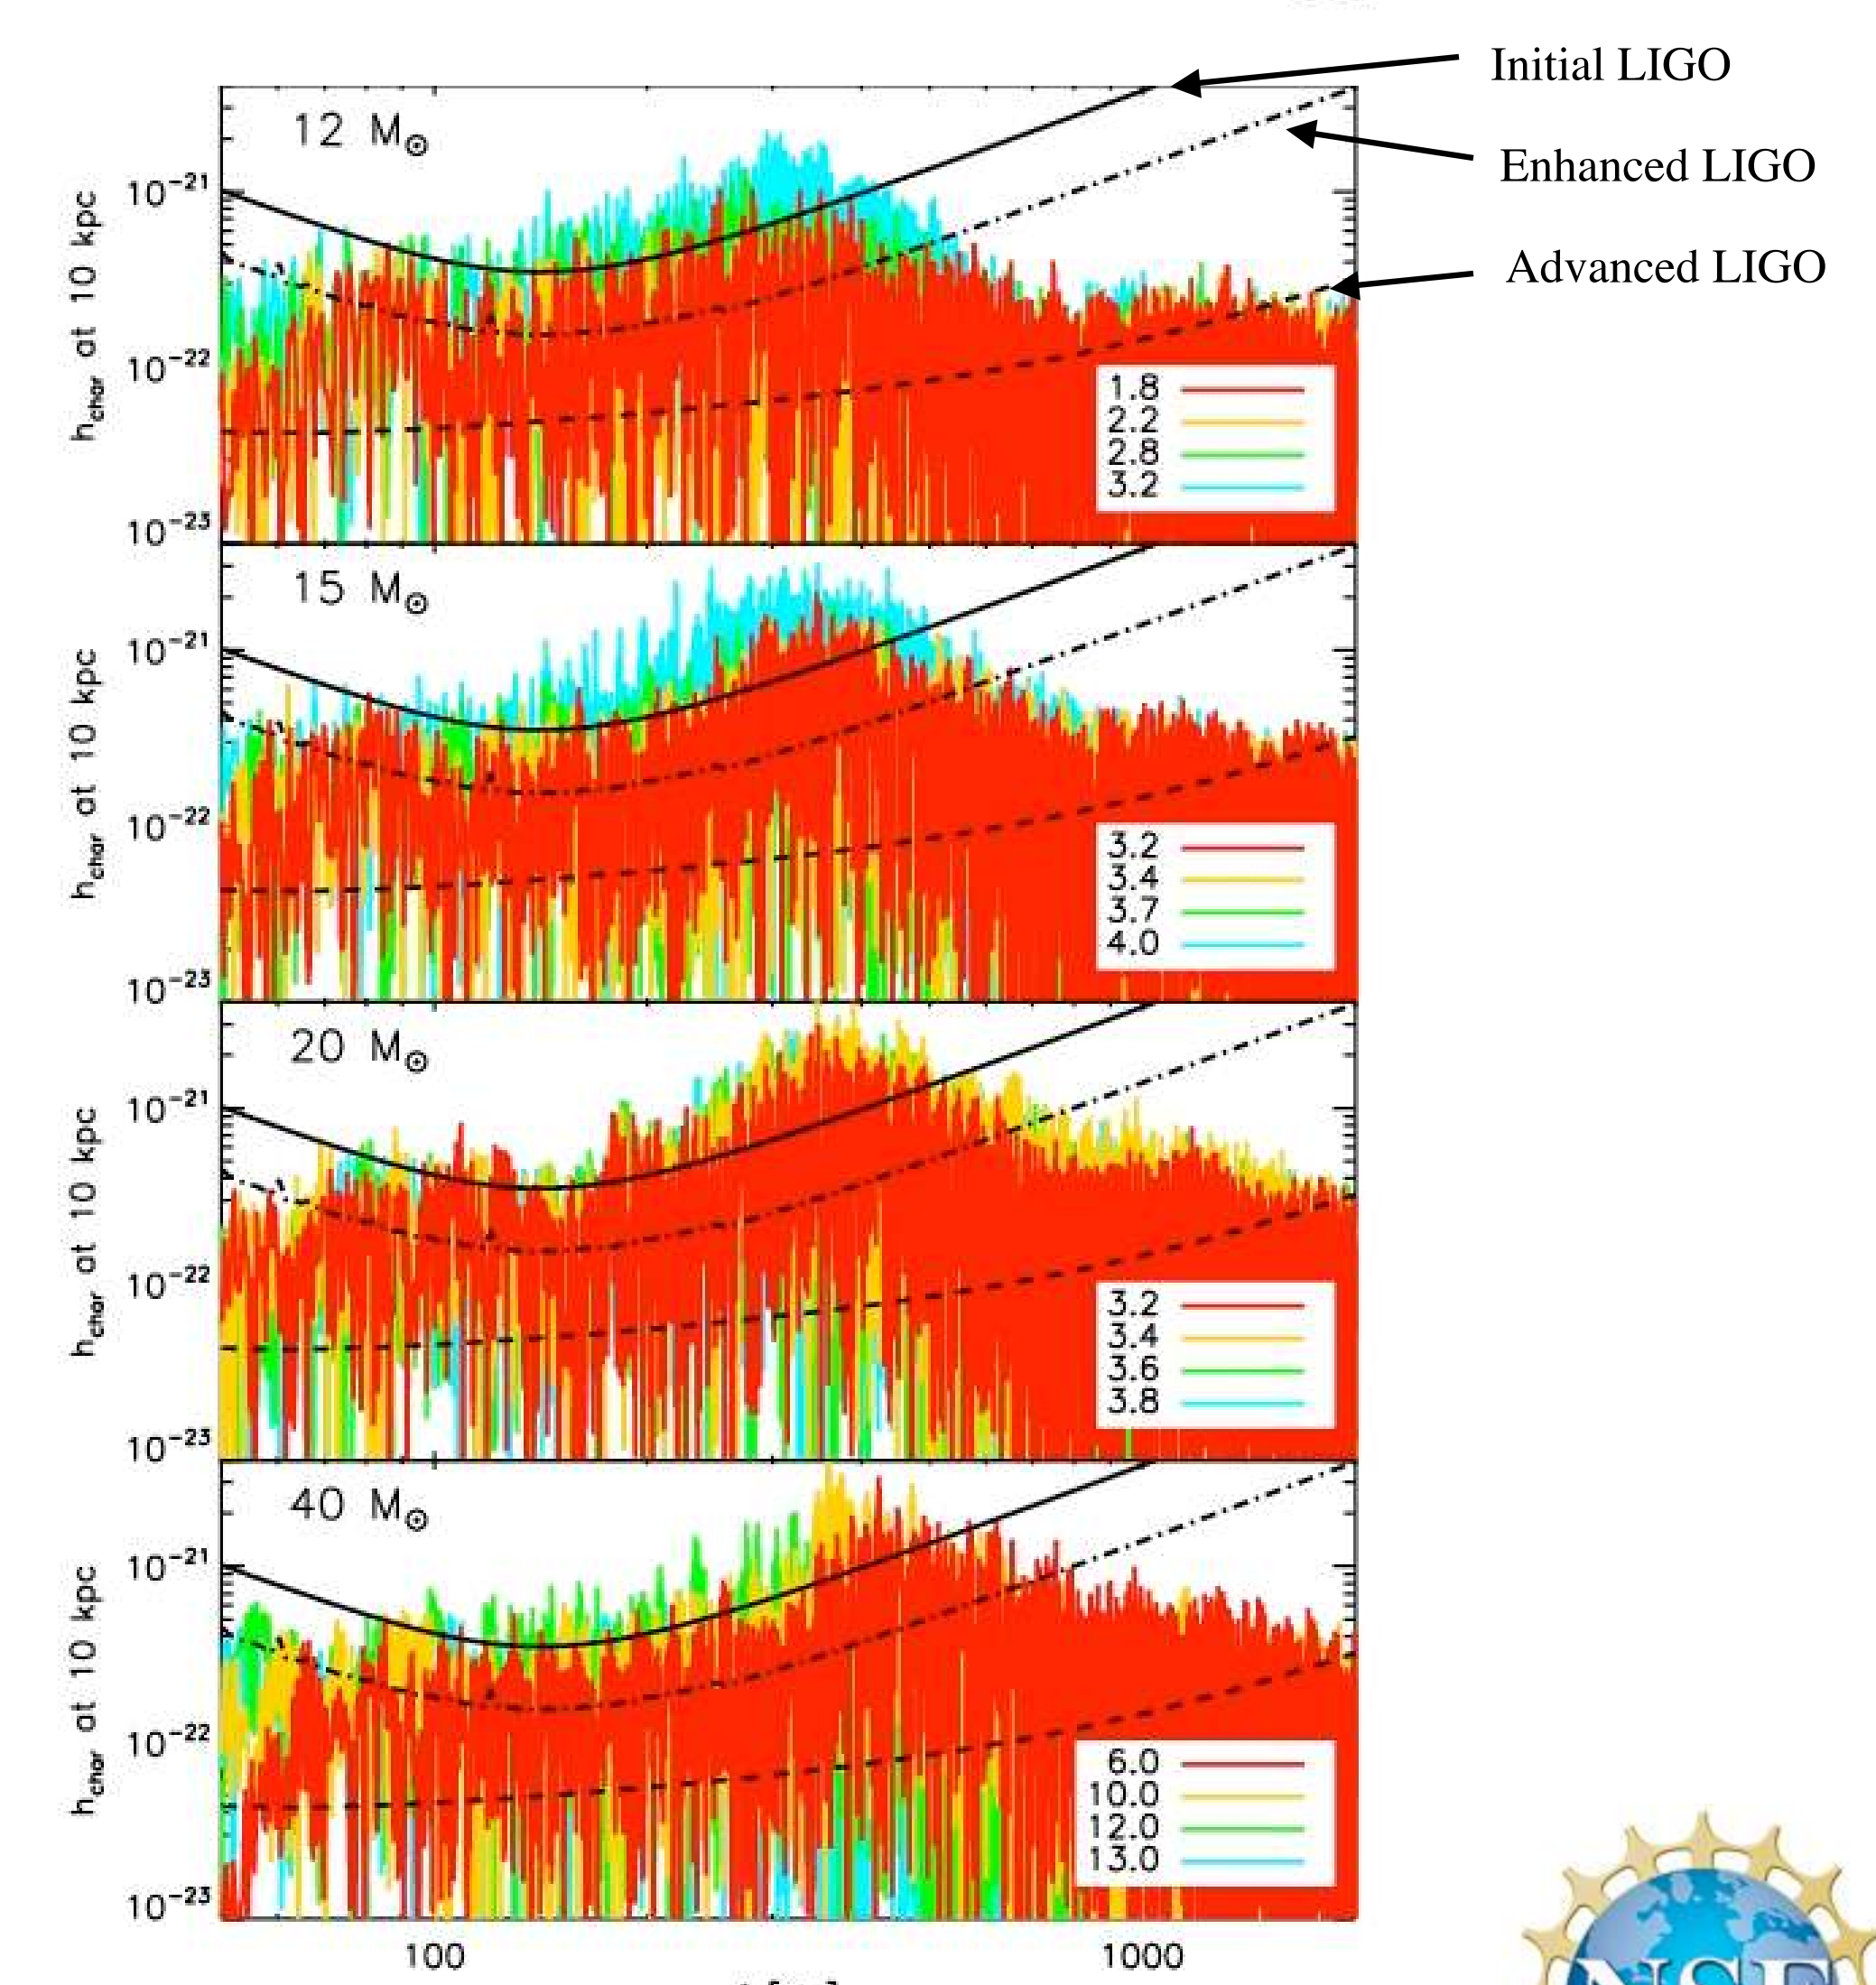 Initial LIGO
Enhanced LIGO
Advanced LIGO
12 M⊙
h_char at 10 kpc
10^-21
10^-22
10^-23
1.8
2.2
2.8
3.2
15 M⊙
h_char at 10 kpc
10^-21
10^-22
10^-23
3.2
3.4
3.7
4.0
20 M⊙
h_char at 10 kpc
10^-21
10^-22
10^-23
3.2
3.4
3.6
3.8
40 M⊙
h_char at 10 kpc
10^-21
10^-22
10^-23
6.0
10.0
12.0
13.0
100 1000
NSF